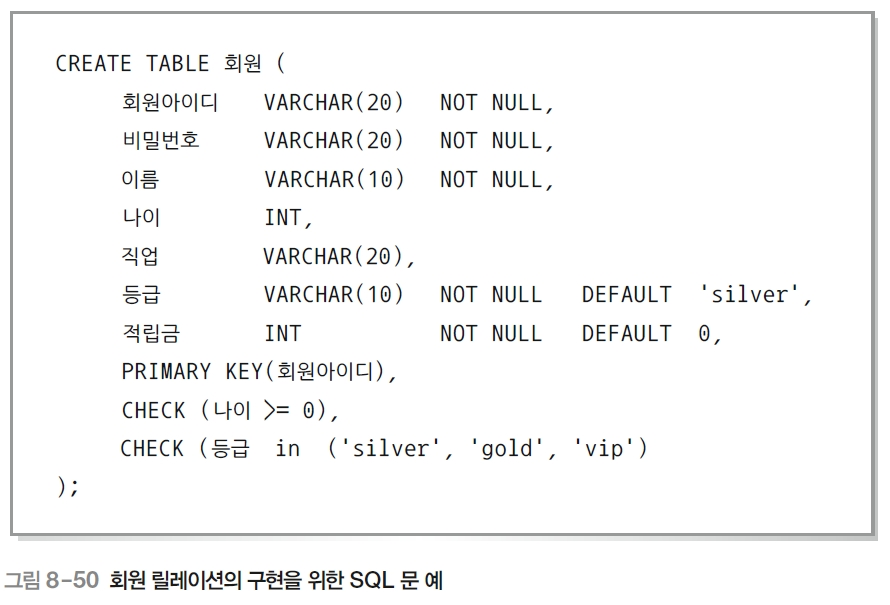 CREATE TABLE 회원 (
회원아이디 VARCHAR(20) NOT NULL,
비밀번호 VARCHAR(20) NOT NULL,
이름 VARCHAR(10) NOT NULL,
나이 INT,
직업 VARCHAR(20),
등급 VARCHAR(10) NOT NULL DEFAULT 'silver',
적립금 INT NOT NULL DEFAULT 0,
PRIMARY KEY(회원아이디),
CHECK (나이 >= 0),
CHECK (등급 in ('silver', 'gold', 'vip')
);
그림 8-50 회원 릴레이션의 구현을 위한 SQL 문 예